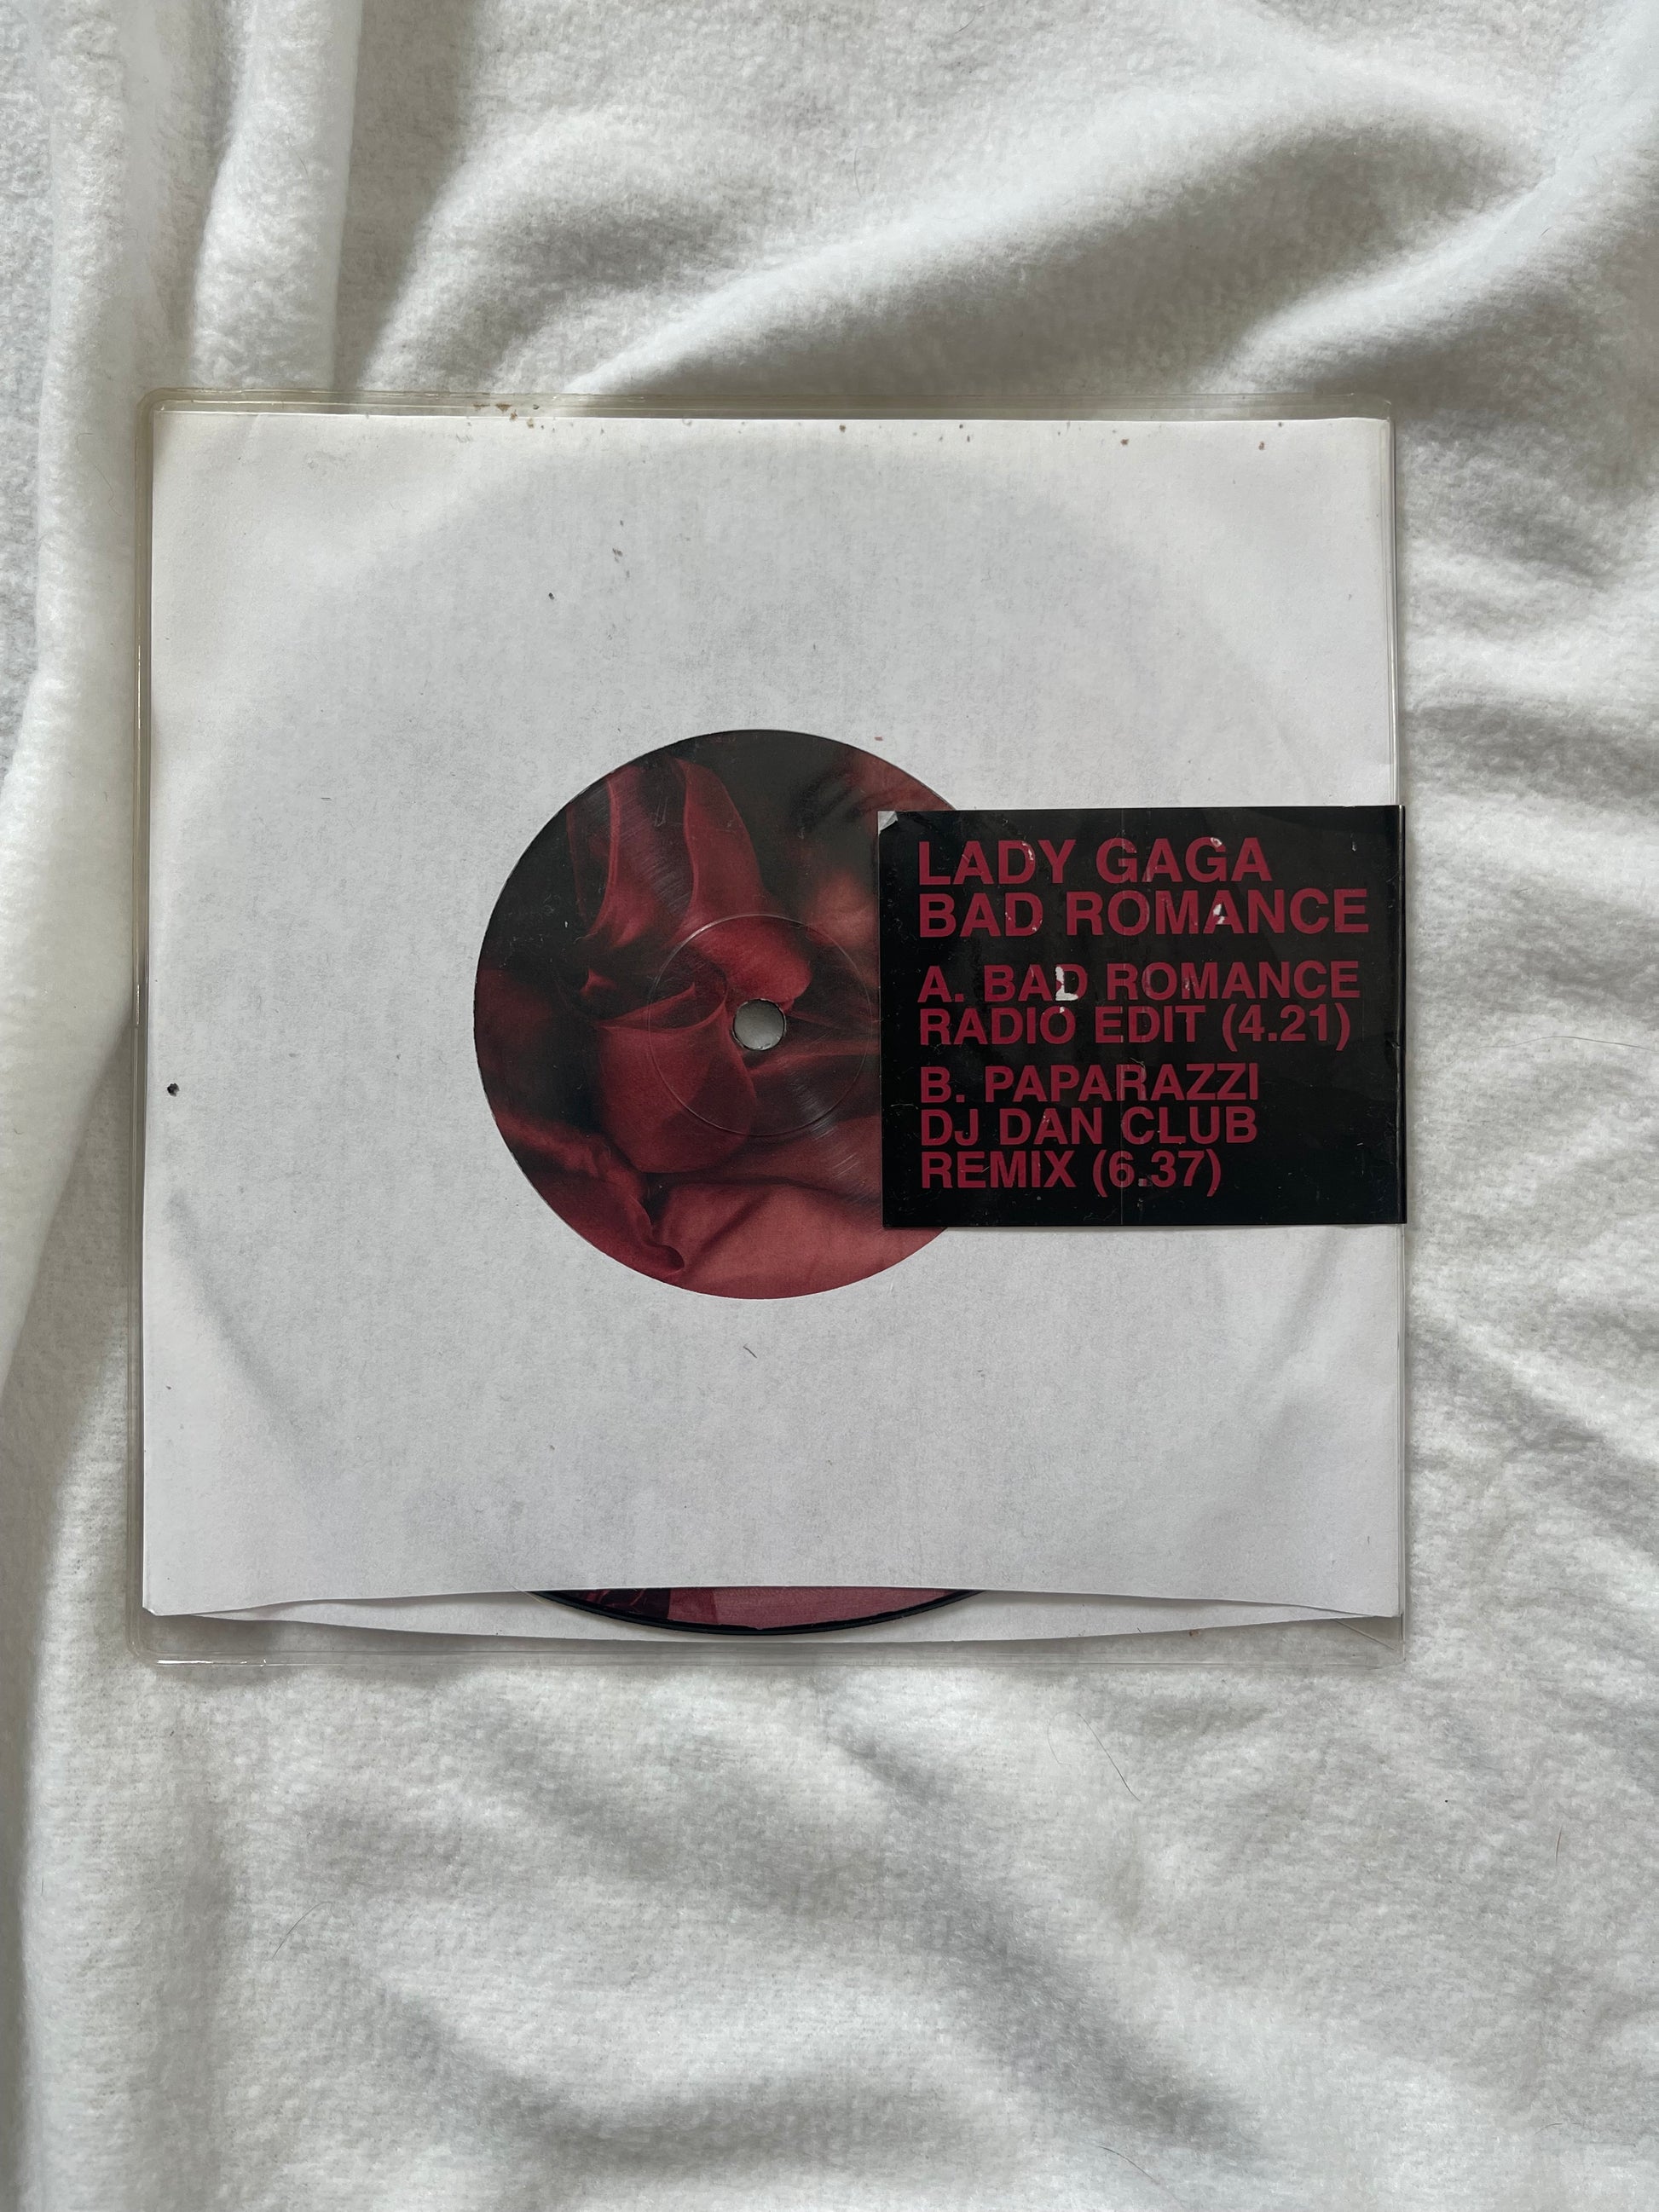 LADY GAGA
BAD ROMANCE
A. BAD ROMANCE
RADIO EDIT (4.21)
B. PAPARAZZI
DJ DAN CLUB
REMIX (6.37)